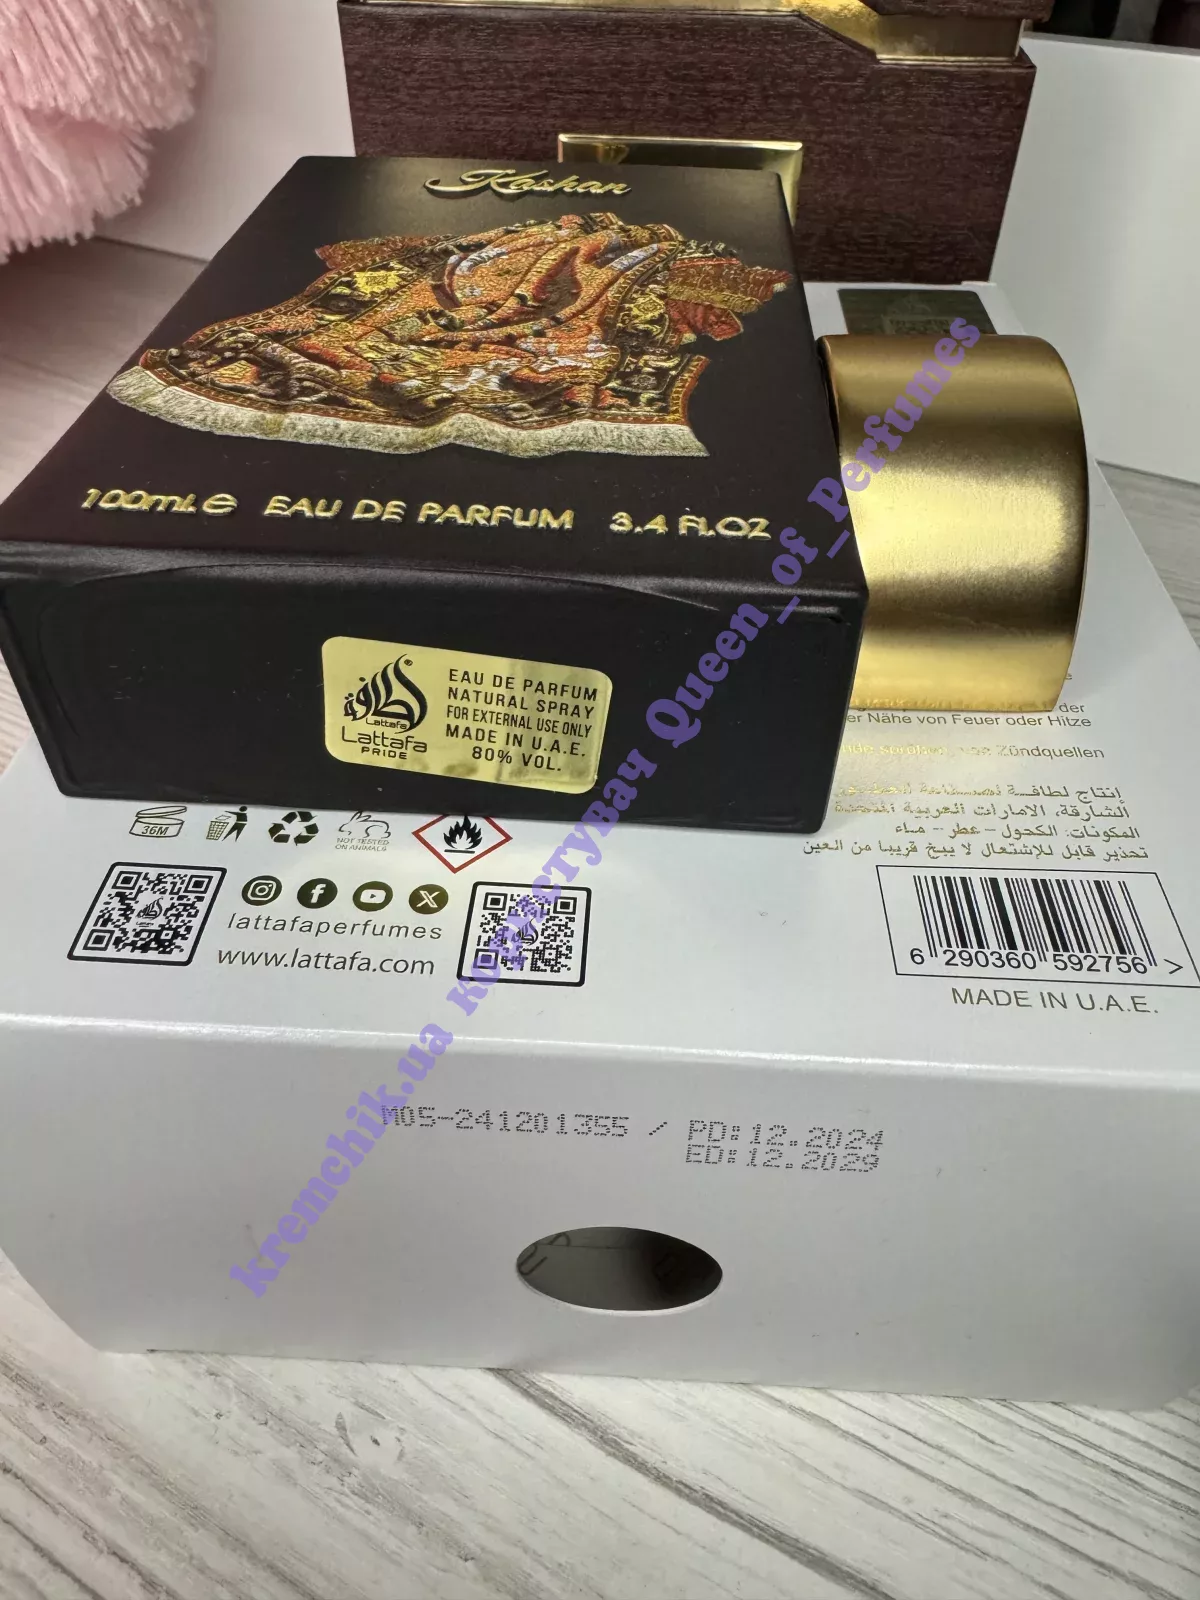 Kashan
100ml.e EAU DE PARFUM 3.4 FL.OZ
لطافة
Lattafa
Lattafa
PRIDE
EAU DE PARFUM
NATURAL SPRAY
FOR EXTERNAL USE ONLY
MADE IN U.A.E.
80% VOL.
der
er Nähe von Feuer oder Hitze
Zündquellen
إنتاج لطافة
الشارقة، الامارات العربية المتحدة
المكونات: الكحول - عطر - ماء
تحذير قابل للإشتعال لا يبخ قريبا من العين
36M
NOT TESTED
ON ANIMALS
lattafaperfumes
www.lattafa.com
6 290360 592756 >
MADE IN U.A.E.
M05-241201355 / PD:12.2024
ED:12.2029
kremchik.ua константувач Queen_of_Perfumes